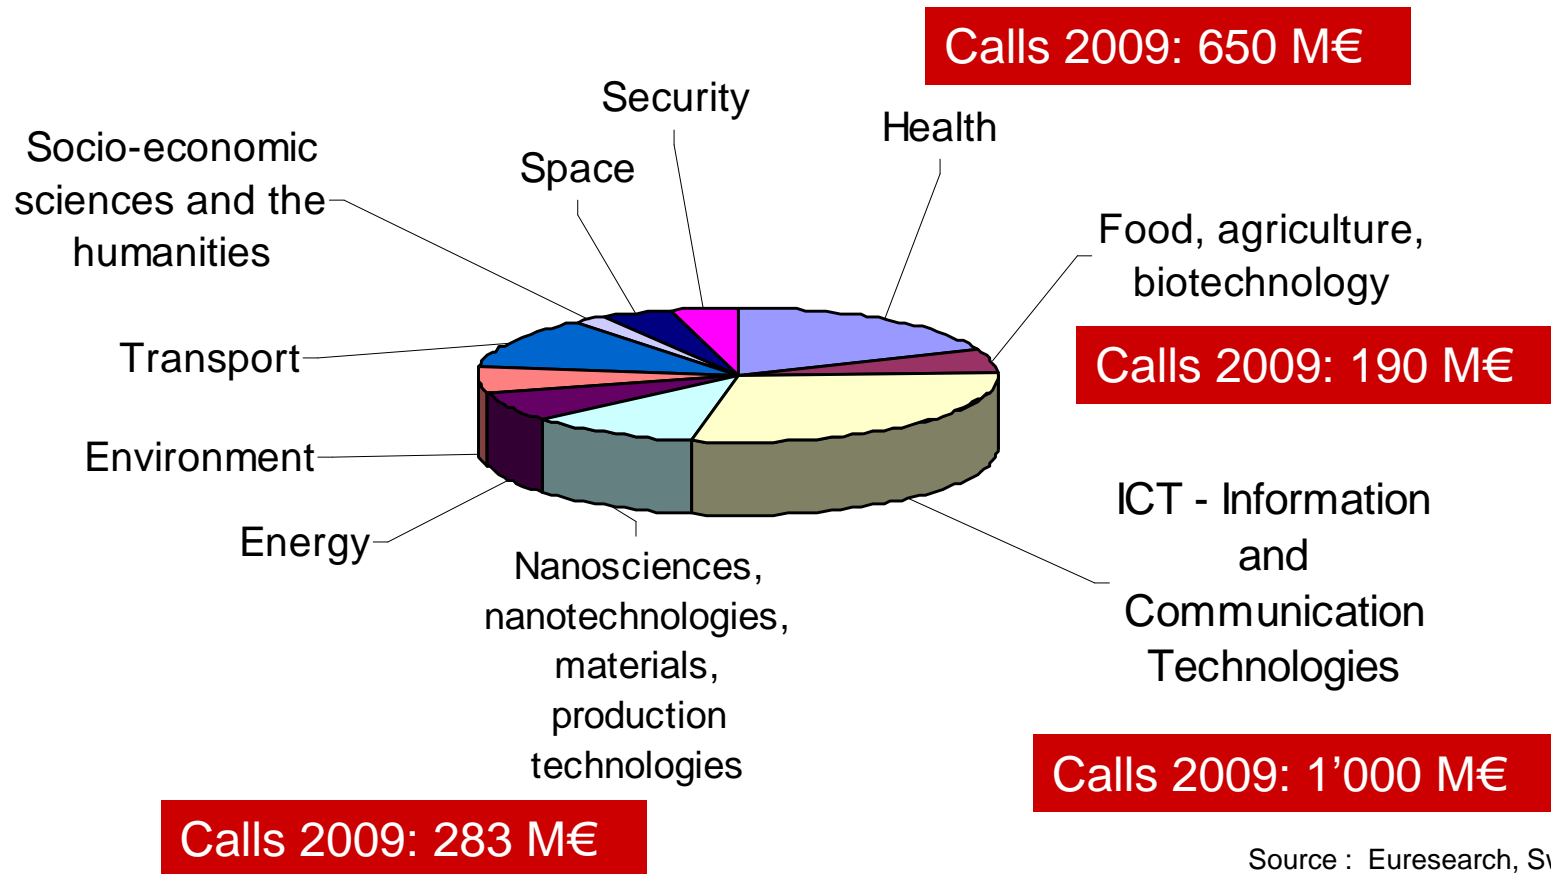 Calls 2009: 650 M€
Security
Health
Socio-economic
sciences and the
humanities
Space
Food, agriculture,
biotechnology
Transport
Calls 2009: 190 M€
Environment
ICT - Information
and
Communication
Technologies
Energy
Nanosciences,
nanotechnologies,
materials,
production
technologies
Calls 2009: 1’000 M€
Calls 2009: 283 M€
Source : Euresearch,